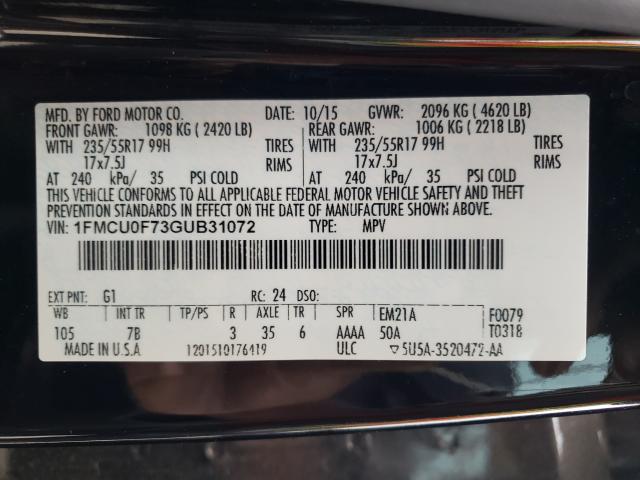 MFD. BY FORD MOTOR CO. DATE: 10/15 GVWR: 2096 KG (4620 LB)
FRONT GAWR: 1098 KG (2420 LB) REAR GAWR: 1006 KG (2218 LB)
WITH 235/55R17 99H TIRES WITH 235/55R17 99H TIRES
17x7.5J RIMS 17x7.5J RIMS
AT 240 kPa/ 35 PSI COLD AT 240 kPa/ 35 PSI COLD
THIS VEHICLE CONFORMS TO ALL APPLICABLE FEDERAL MOTOR VEHICLE SAFETY AND THEFT
PREVENTION STANDARDS IN EFFECT ON THE DATE OF MANUFACTURE SHOWN ABOVE.
VIN: 1FMCU0F73GUB31072 TYPE: MPV
EXT PNT: G1 RC: 24 DSO:
WB INT TR TP/PS R AXLE TR SPR EM21A F0079
105 7B 3 35 6 AAAA 50A T0318
MADE IN U.S.A. 1201510176419 ULC ▽5U5A-3520472-AA